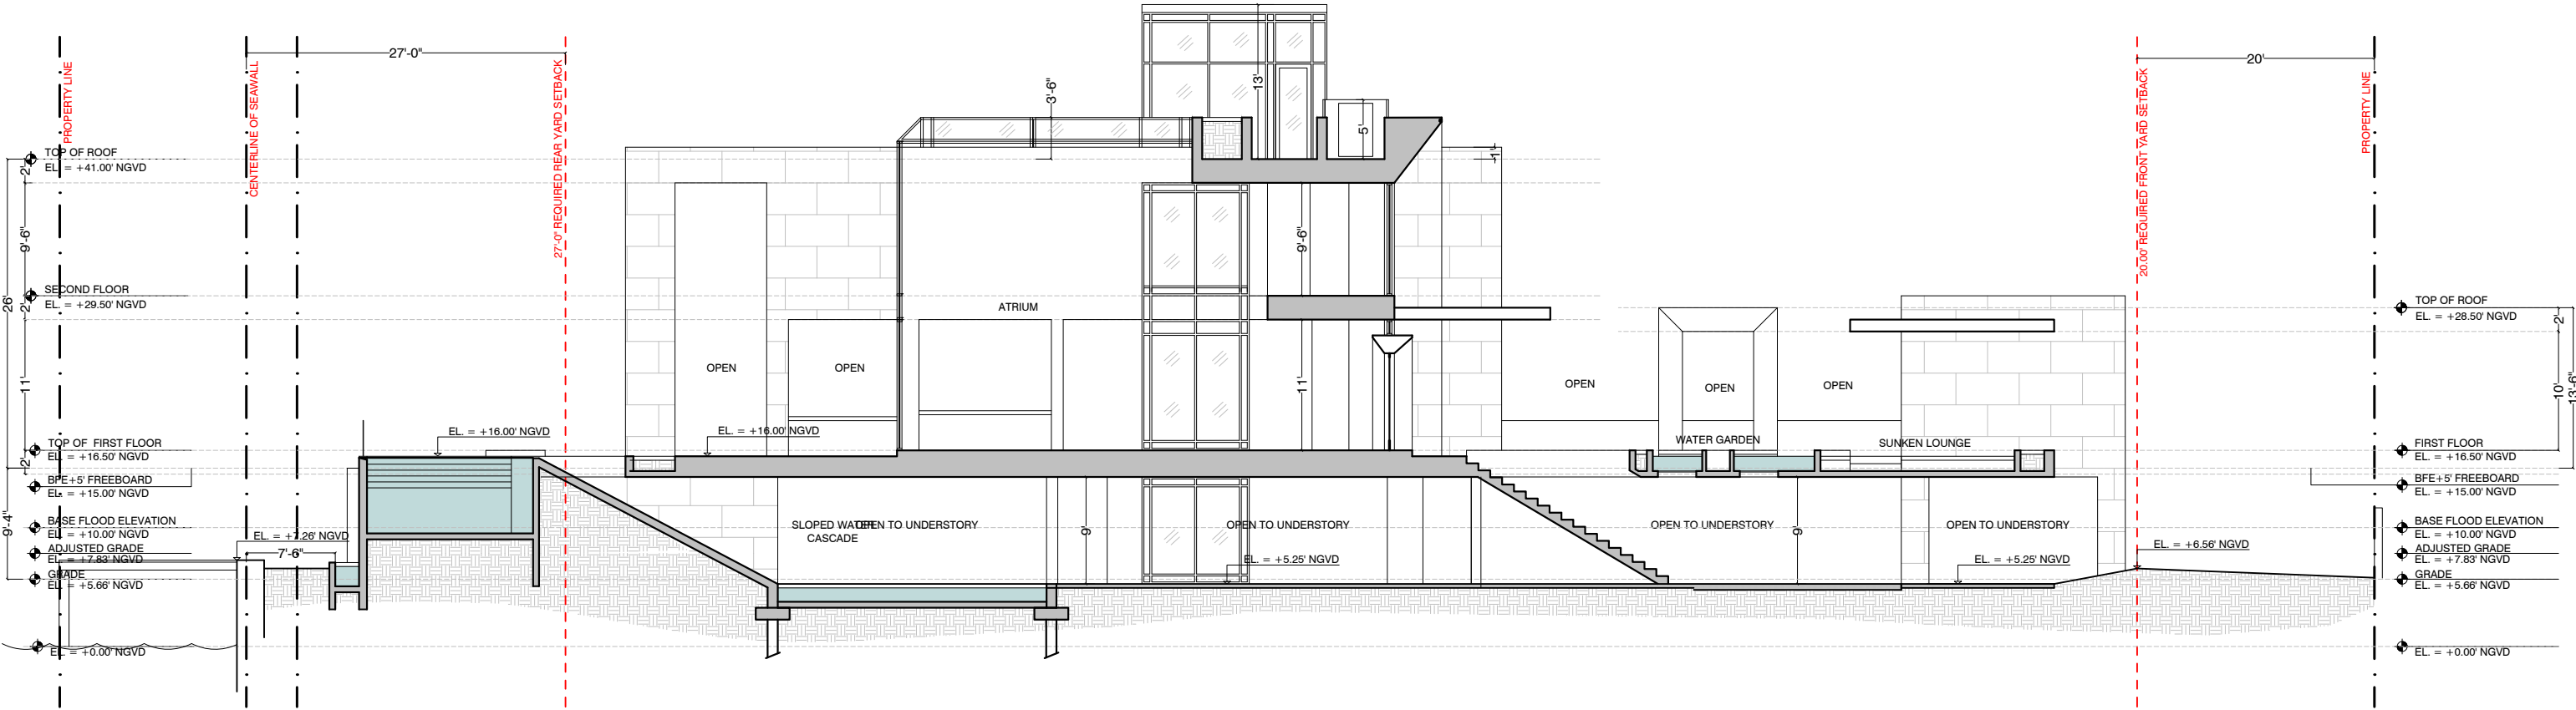 27'-0"
20'
PROPERTY LINE
CENTERLINE OF SEAWALL
27'-0" REQUIRED REAR YARD SETBACK
20.00' REQUIRED FRONT YARD SETBACK
PROPERTY LINE
3'-6"
13'
5'
1'
TOP OF ROOF
EL. = +41.00' NGVD
2'
9'-6"
9'-6"
SECOND FLOOR
EL. = +29.50' NGVD
26'
2'
11'
11'
ATRIUM
OPEN
OPEN
OPEN
OPEN
OPEN
TOP OF ROOF
EL. = +28.50' NGVD
2'
10'
13'-6"
EL. = +16.00' NGVD
EL. = +16.00' NGVD
WATER GARDEN
SUNKEN LOUNGE
TOP OF FIRST FLOOR
EL. = +16.50' NGVD
2'
FIRST FLOOR
EL. = +16.50' NGVD
BFE+5' FREEBOARD
EL. = +15.00' NGVD
BFE+5' FREEBOARD
EL. = +15.00' NGVD
9'-4"
BASE FLOOD ELEVATION
EL. = +10.00' NGVD
SLOPED WATER
CASCADE
OPEN TO UNDERSTORY
9'
OPEN TO UNDERSTORY
OPEN TO UNDERSTORY
9'
OPEN TO UNDERSTORY
BASE FLOOD ELEVATION
EL. = +10.00' NGVD
EL. = +7.26' NGVD
7'-6"
ADJUSTED GRADE
EL. = +7.83' NGVD
GRADE
EL. = +5.66' NGVD
EL. = +5.25' NGVD
EL. = +5.25' NGVD
EL. = +6.56' NGVD
ADJUSTED GRADE
EL. = +7.83' NGVD
GRADE
EL. = +5.66' NGVD
EL. = +0.00' NGVD
EL. = +0.00' NGVD